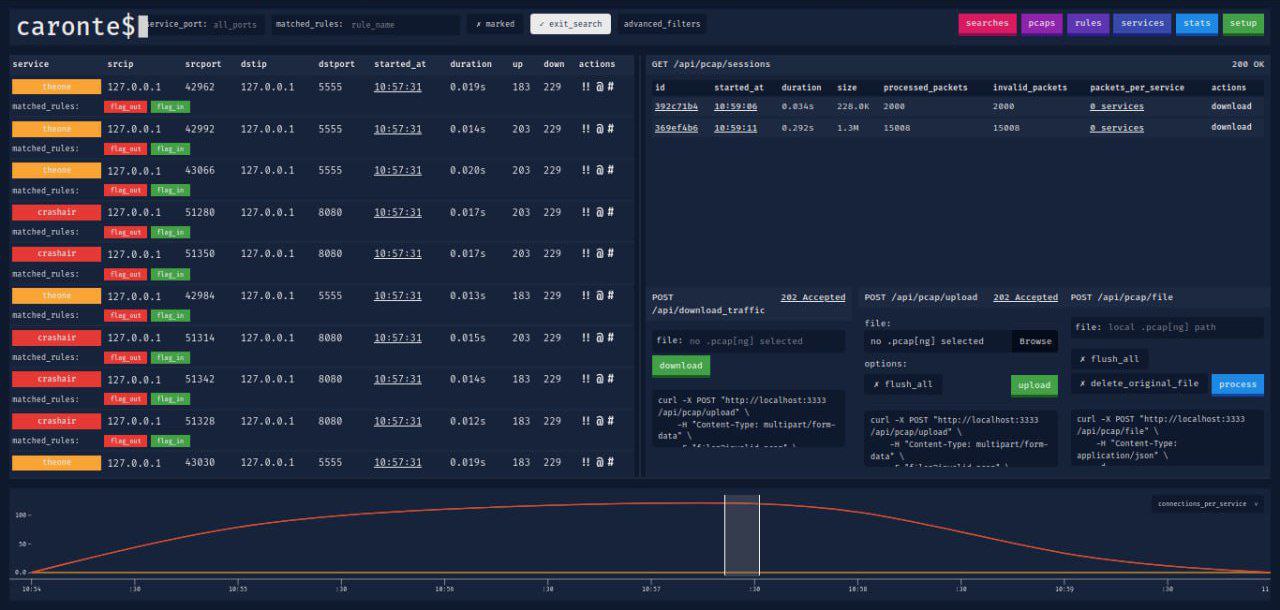 caronte$ service_port: all_ports matched_rules: rule_name ✗ marked ✓ exit_search advanced_filters searches pcaps rules services stats setup
service srcip srcport dstip dstport started_at duration up down actions
theone 127.0.0.1 42962 127.0.0.1 5555 10:57:31 0.019s 183 229 !! @ #
matched_rules: flag_out flag_in
theone 127.0.0.1 42992 127.0.0.1 5555 10:57:31 0.014s 203 229 !! @ #
matched_rules: flag_out flag_in
theone 127.0.0.1 43066 127.0.0.1 5555 10:57:31 0.020s 203 229 !! @ #
matched_rules: flag_out flag_in
crashair 127.0.0.1 51280 127.0.0.1 8080 10:57:31 0.017s 203 229 !! @ #
matched_rules: flag_out flag_in
crashair 127.0.0.1 51350 127.0.0.1 8080 10:57:31 0.017s 203 229 !! @ #
matched_rules: flag_out flag_in
theone 127.0.0.1 42984 127.0.0.1 5555 10:57:31 0.013s 183 229 !! @ #
matched_rules: flag_out flag_in
crashair 127.0.0.1 51314 127.0.0.1 8080 10:57:31 0.015s 183 229 !! @ #
matched_rules: flag_out flag_in
crashair 127.0.0.1 51342 127.0.0.1 8080 10:57:31 0.014s 183 229 !! @ #
matched_rules: flag_out flag_in
crashair 127.0.0.1 51328 127.0.0.1 8080 10:57:31 0.012s 183 229 !! @ #
matched_rules: flag_out flag_in
theone 127.0.0.1 43030 127.0.0.1 5555 10:57:31 0.019s 183 229 !! @ #
GET /api/pcap/sessions 200 OK
id started_at duration size processed_packets invalid_packets packets_per_service actions
392c71b4 10:59:06 0.034s 228.0K 2000 2000 0 services download
369ef4b6 10:59:11 0.292s 1.3M 15008 15008 0 services download
POST 202 Accepted
/api/download_traffic
file: no .pcap[ng] selected
download
curl -X POST "http://localhost:3333
/api/pcap/upload" \
-H "Content-Type: multipart/form-
data" \
POST /api/pcap/upload 202 Accepted
file:
no .pcap[ng] selected Browse
options:
✗ flush_all upload
curl -X POST "http://localhost:3333
/api/pcap/upload" \
-H "Content-Type: multipart/form-
data" \
POST /api/pcap/file
file: local .pcap[ng] path
✗ flush_all
✗ delete_original_file process
curl -X POST "http://localhost:3333
/api/pcap/file" \
-H "Content-Type:
application/json" \
connections_per_service
100
50
0.0
10:54 :30 10:55 :30 10:56 :30 10:57 :30 10:58 :30 10:59 :30 11